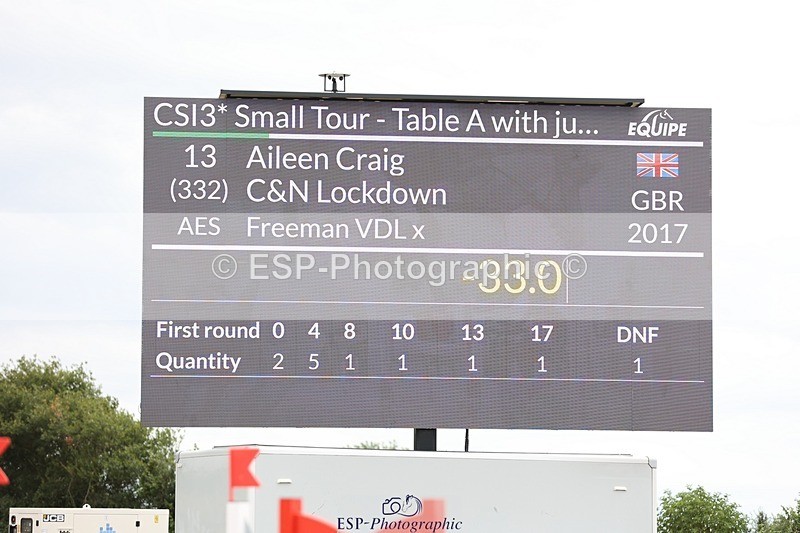 CSI3* Small Tour - Table A with ju... EQUIPE
13 Aileen Craig
(332) C&N Lockdown GBR
AES Freeman VDL x 2017
© ESP-Photographic ©
-33.0
First round 0 4 8 10 13 17 DNF
Quantity 2 5 1 1 1 1 1
JCB
ESP-Photographic